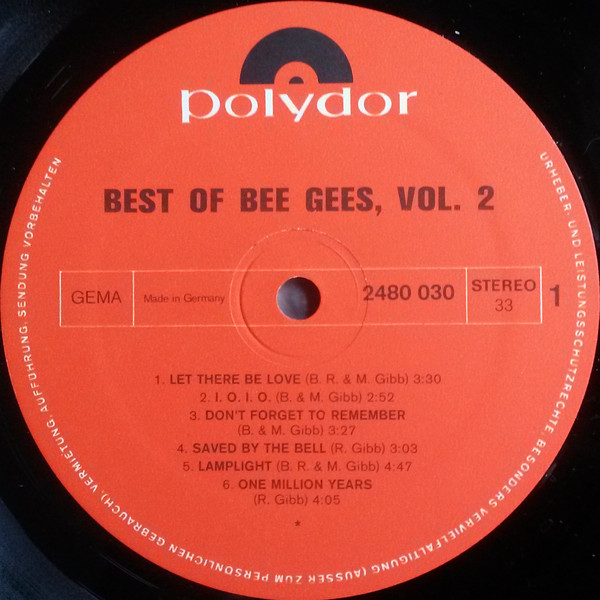 polydor
BEST OF BEE GEES, VOL. 2
GEMA
Made in Germany
2480 030
STEREO
33
1
1. LET THERE BE LOVE (B. R. & M. Gibb) 3:30
2. I. O. I. O. (B. & M. Gibb) 2:52
3. DON'T FORGET TO REMEMBER
(B. & M. Gibb) 3:27
4. SAVED BY THE BELL (R. Gibb) 3:03
5. LAMPLIGHT (B. R. & M. Gibb) 4:47
6. ONE MILLION YEARS
(R. Gibb) 4:05
*
URHEBER- UND LEISTUNGSSCHUTZRECHTE, BESONDERS VERVIELFÄLTIGUNG (AUSSER ZUM PERSÖNLICHEN GEBRAUCH), VERMIETUNG, AUFFÜHRUNG, SENDUNG VORBEHALTEN